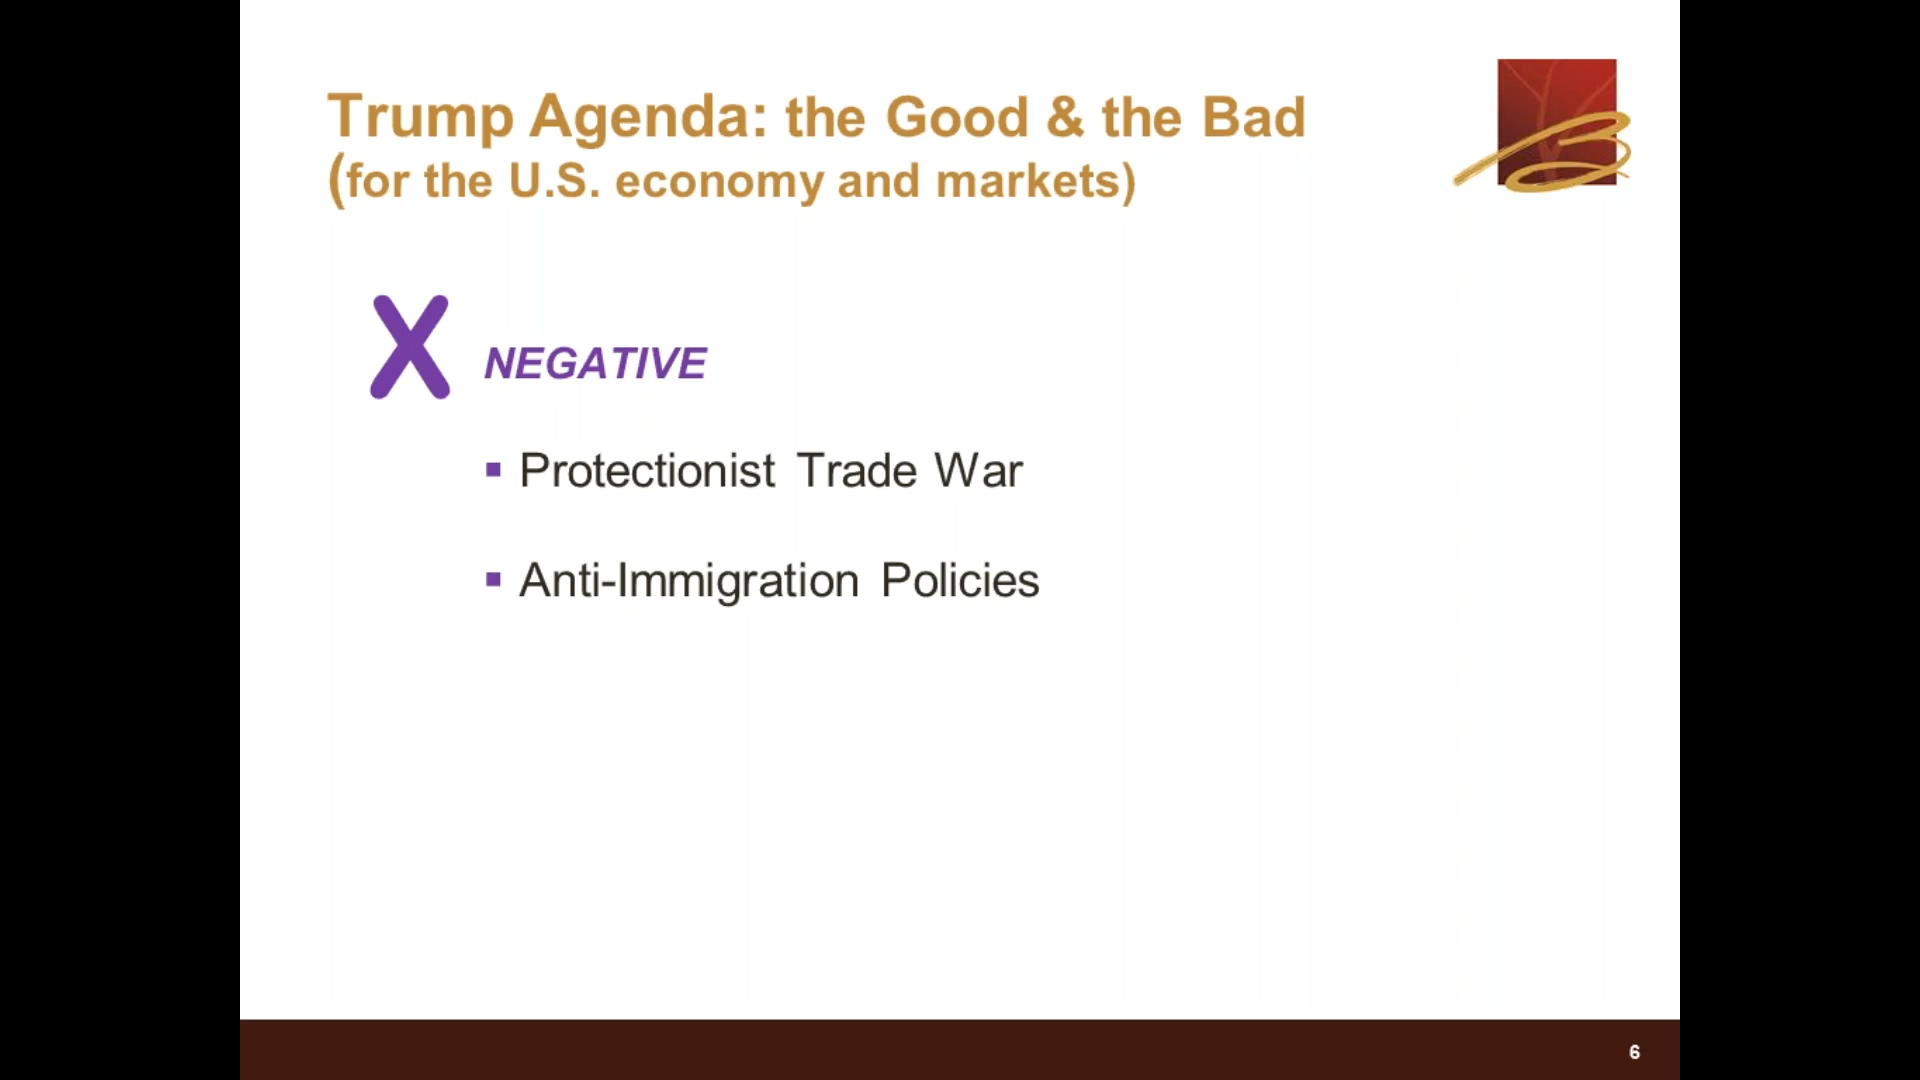 Trump Agenda: the Good & the Bad
(for the U.S. economy and markets)
X NEGATIVE
▪ Protectionist Trade War
▪ Anti-Immigration Policies
6